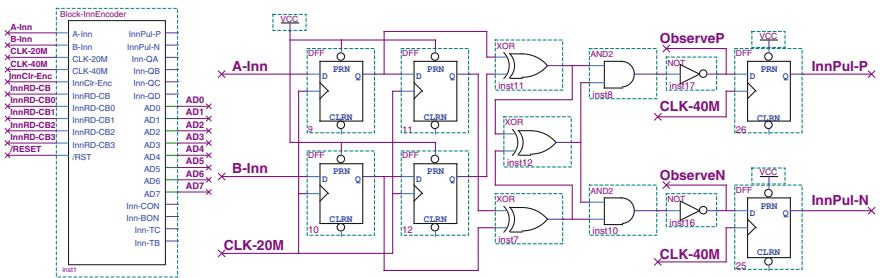 Block-InnEncoder
A-Inn
B-Inn
CLK-20M
CLK-40M
InnClr-Enc
InnRD-CB
InnRD-CB0
InnRD-CB1
InnRD-CB2
InnRD-CB3
/RESET
A-Inn
B-Inn
CLK-20M
CLK-40M
InnClr-Enc
InnRD-CB
InnRD-CB0
InnRD-CB1
InnRD-CB2
InnRD-CB3
/RST
InnPul-P
InnPul-N
Inn-QA
Inn-QB
Inn-QC
Inn-QD
AD0
AD1
AD2
AD3
AD4
AD5
AD6
AD7
Inn-CON
Inn-BON
Inn-TC
Inn-TB
AD0
AD1
AD2
AD3
AD4
AD5
AD6
AD7
inst1
VCC
A-Inn
DFF
PRN
D Q
CLRN
9
DFF
PRN
D Q
CLRN
11
B-Inn
DFF
PRN
D Q
CLRN
10
DFF
PRN
D Q
CLRN
12
CLK-20M
XOR
inst11
XOR
inst12
XOR
inst7
AND2
inst8
AND2
inst10
ObserveP
NOT
inst17
CLK-40M
VCC
DFF
PRN
D Q
CLRN
26
InnPul-P
ObserveN
NOT
inst16
CLK-40M
VCC
DFF
PRN
D Q
CLRN
25
InnPul-N